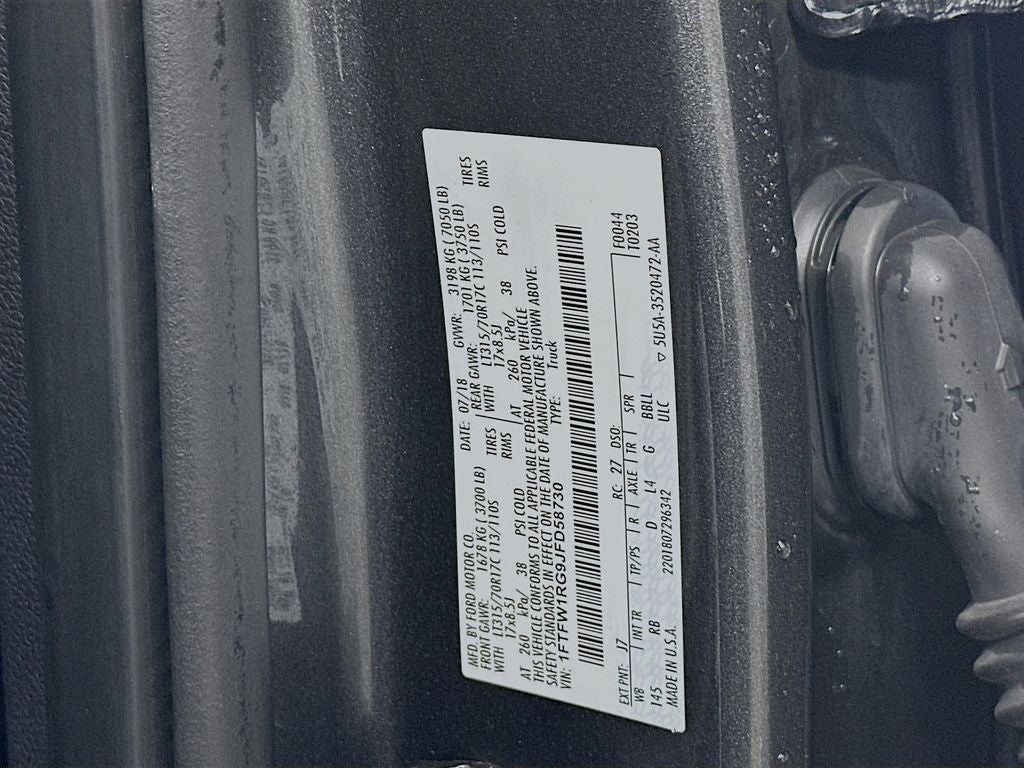 MFD. BY FORD MOTOR CO. DATE: 07/18 GVWR: 3198 KG ( 7050 LB)
FRONT GAWR: 1678 KG ( 3700 LB) REAR GAWR: 1701 KG ( 3750 LB)
WITH LT315/70R17C 113/110S TIRES WITH LT315/70R17C 113/110S TIRES
17x8.5J RIMS 17x8.5J RIMS
AT 260 kPa/ 38 PSI COLD AT 260 kPa/ 38 PSI COLD
THIS VEHICLE CONFORMS TO ALL APPLICABLE FEDERAL MOTOR VEHICLE
SAFETY STANDARDS IN EFFECT ON THE DATE OF MANUFACTURE SHOWN ABOVE.
VIN: 1FTFW1RG9JFD58730 TYPE: Truck
EXT PNT: J7 RC: 27 DSO: F0044
WB INT TR TP/PS R AXLE TR SPR T0203
145 RB D L4 G BBLL
MADE IN U.S.A. 2201807296342 ULC ▽ 5U5A-3520472-AA